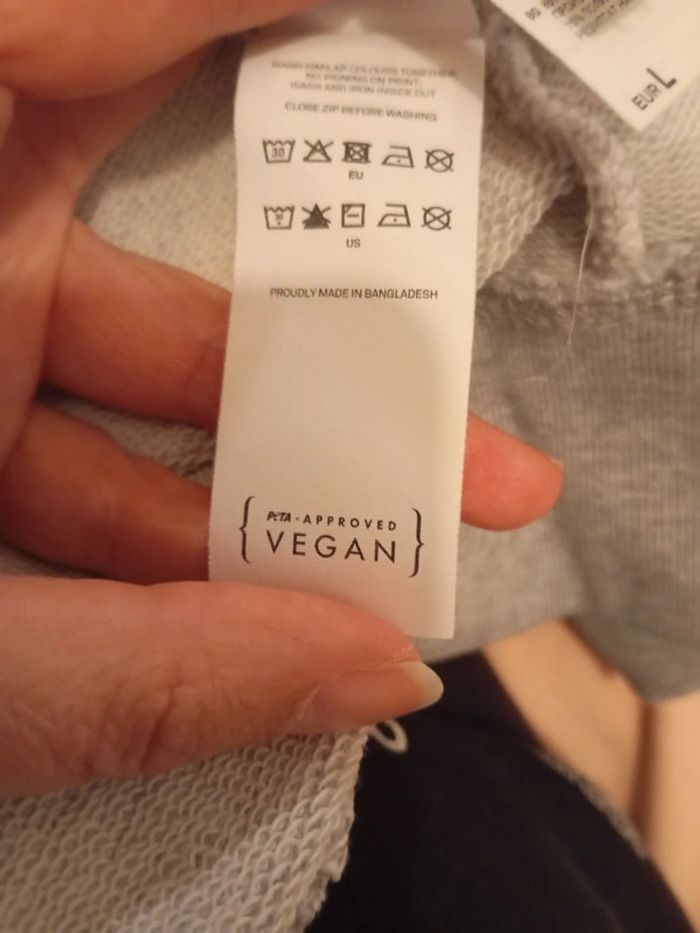 WASH SIMILAR COLOURS TOGETHER
NO IRONING ON PRINT
WASH AND IRON INSIDE OUT
CLOSE ZIP BEFORE WASHING
30
EU
US
PROUDLY MADE IN BANGLADESH
PETA - APPROVED
VEGAN
EUR L